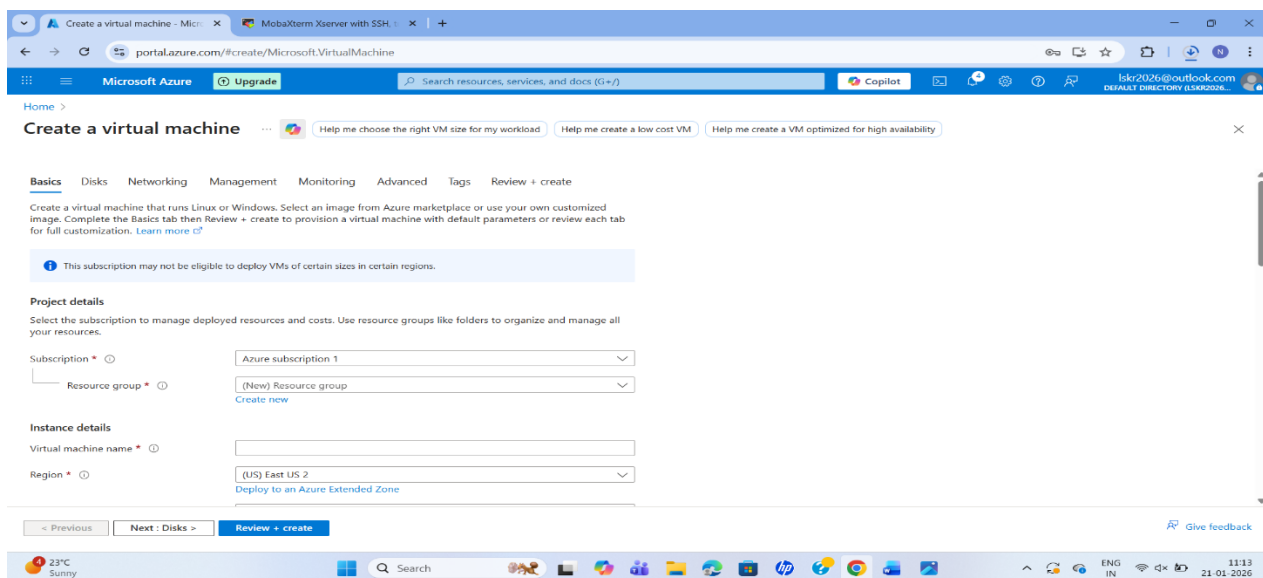 Create a virtual machine - Micr
MobaXterm Xserver with SSH, t
portal.azure.com/#create/Microsoft.VirtualMachine
N
Microsoft Azure
Upgrade
Search resources, services, and docs (G+/)
Copilot
4
lskr2026@outlook.com
DEFAULT DIRECTORY (LSKR2026...
Home >
Create a virtual machine ...
Help me choose the right VM size for my workload
Help me create a low cost VM
Help me create a VM optimized for high availability
Basics Disks Networking Management Monitoring Advanced Tags Review + create
Create a virtual machine that runs Linux or Windows. Select an image from Azure marketplace or use your own customized
image. Complete the Basics tab then Review + create to provision a virtual machine with default parameters or review each tab
for full customization. Learn more
This subscription may not be eligible to deploy VMs of certain sizes in certain regions.
Project details
Select the subscription to manage deployed resources and costs. Use resource groups like folders to organize and manage all
your resources.
Subscription *
Azure subscription 1
Resource group *
(New) Resource group
Create new
Instance details
Virtual machine name *
Region *
(US) East US 2
Deploy to an Azure Extended Zone
< Previous
Next : Disks >
Review + create
Give feedback
4
23°C
Sunny
Search
hp
ENG
IN
11:13
21-01-2026